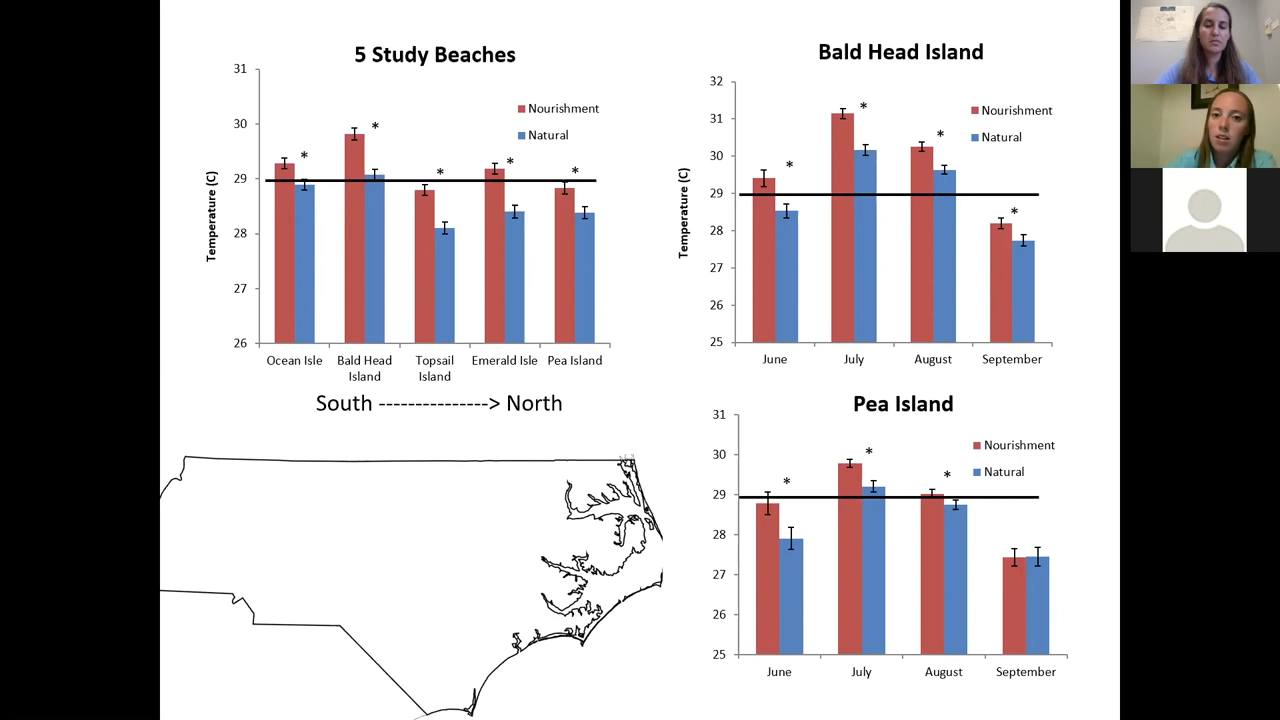 5 Study Beaches
31
30
29
28
27
26
Temperature (C)
Nourishment
Natural
*
*
*
*
*
Ocean Isle
Bald Head
Island
Topsail
Island
Emerald Isle
Pea Island
South ---------------> North
Bald Head Island
32
31
30
29
28
27
26
25
Temperature (C)
Nourishment
Natural
*
*
*
*
June
July
August
September
Pea Island
31
30
29
28
27
26
25
Nourishment
Natural
*
*
*
June
July
August
September